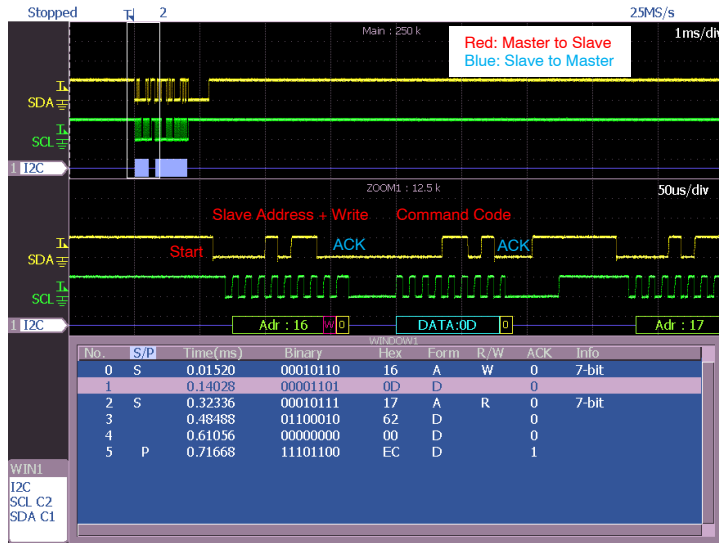 Stopped T 2 25MS/s
Main : 250 k
1ms/div
Red: Master to Slave
Blue: Slave to Master
SDA
SCL
1 I2C
ZOOM1 : 12.5 k
50us/div
Slave Address + Write Command Code
Start ACK ACK
SDA
SCL
1 I2C Adr : 16 W 0 DATA:0D 0 Adr : 17
WINDOW1
No. S/P Time(ms) Binary Hex Form R/W ACK Info
0 S 0.01520 00010110 16 A W 0 7-bit
1 0.14028 00001101 0D D 0
2 S 0.32336 00010111 17 A R 0 7-bit
3 0.48488 01100010 62 D 0
4 0.61056 00000000 00 D 0
5 P 0.71668 11101100 EC D 1
WIN1
I2C
SCL C2
SDA C1